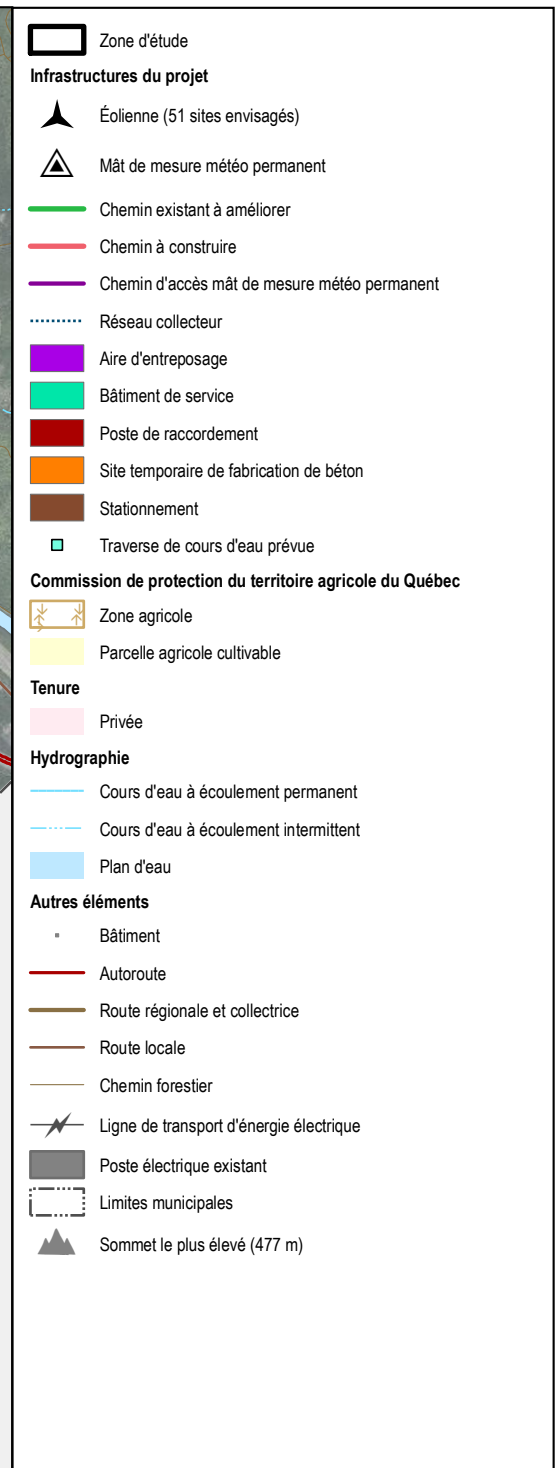 Zone d'étude
Infrastructures du projet
Éolienne (51 sites envisagés)
Mât de mesure météo permanent
Chemin existant à améliorer
Chemin à construire
Chemin d'accès mât de mesure météo permanent
Réseau collecteur
Aire d'entreposage
Bâtiment de service
Poste de raccordement
Site temporaire de fabrication de béton
Stationnement
Traverse de cours d'eau prévue
Commission de protection du territoire agricole du Québec
Zone agricole
Parcelle agricole cultivable
Tenure
Privée
Hydrographie
Cours d'eau à écoulement permanent
Cours d'eau à écoulement intermittent
Plan d'eau
Autres éléments
Bâtiment
Autoroute
Route régionale et collectrice
Route locale
Chemin forestier
Ligne de transport d'énergie électrique
Poste électrique existant
Limites municipales
Sommet le plus élevé (477 m)